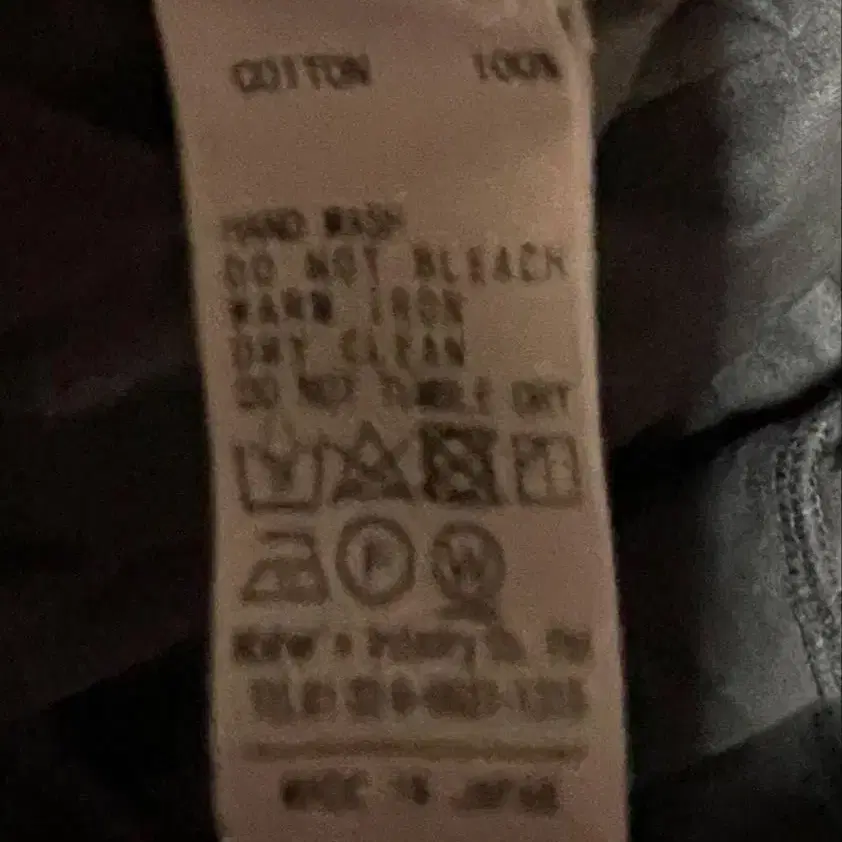 COTTON 100%
HAND WASH
DO NOT BLEACH
WARM IRON
DRY CLEAN
DO NOT TUMBLE DRY
P
W
MADE IN JAPAN